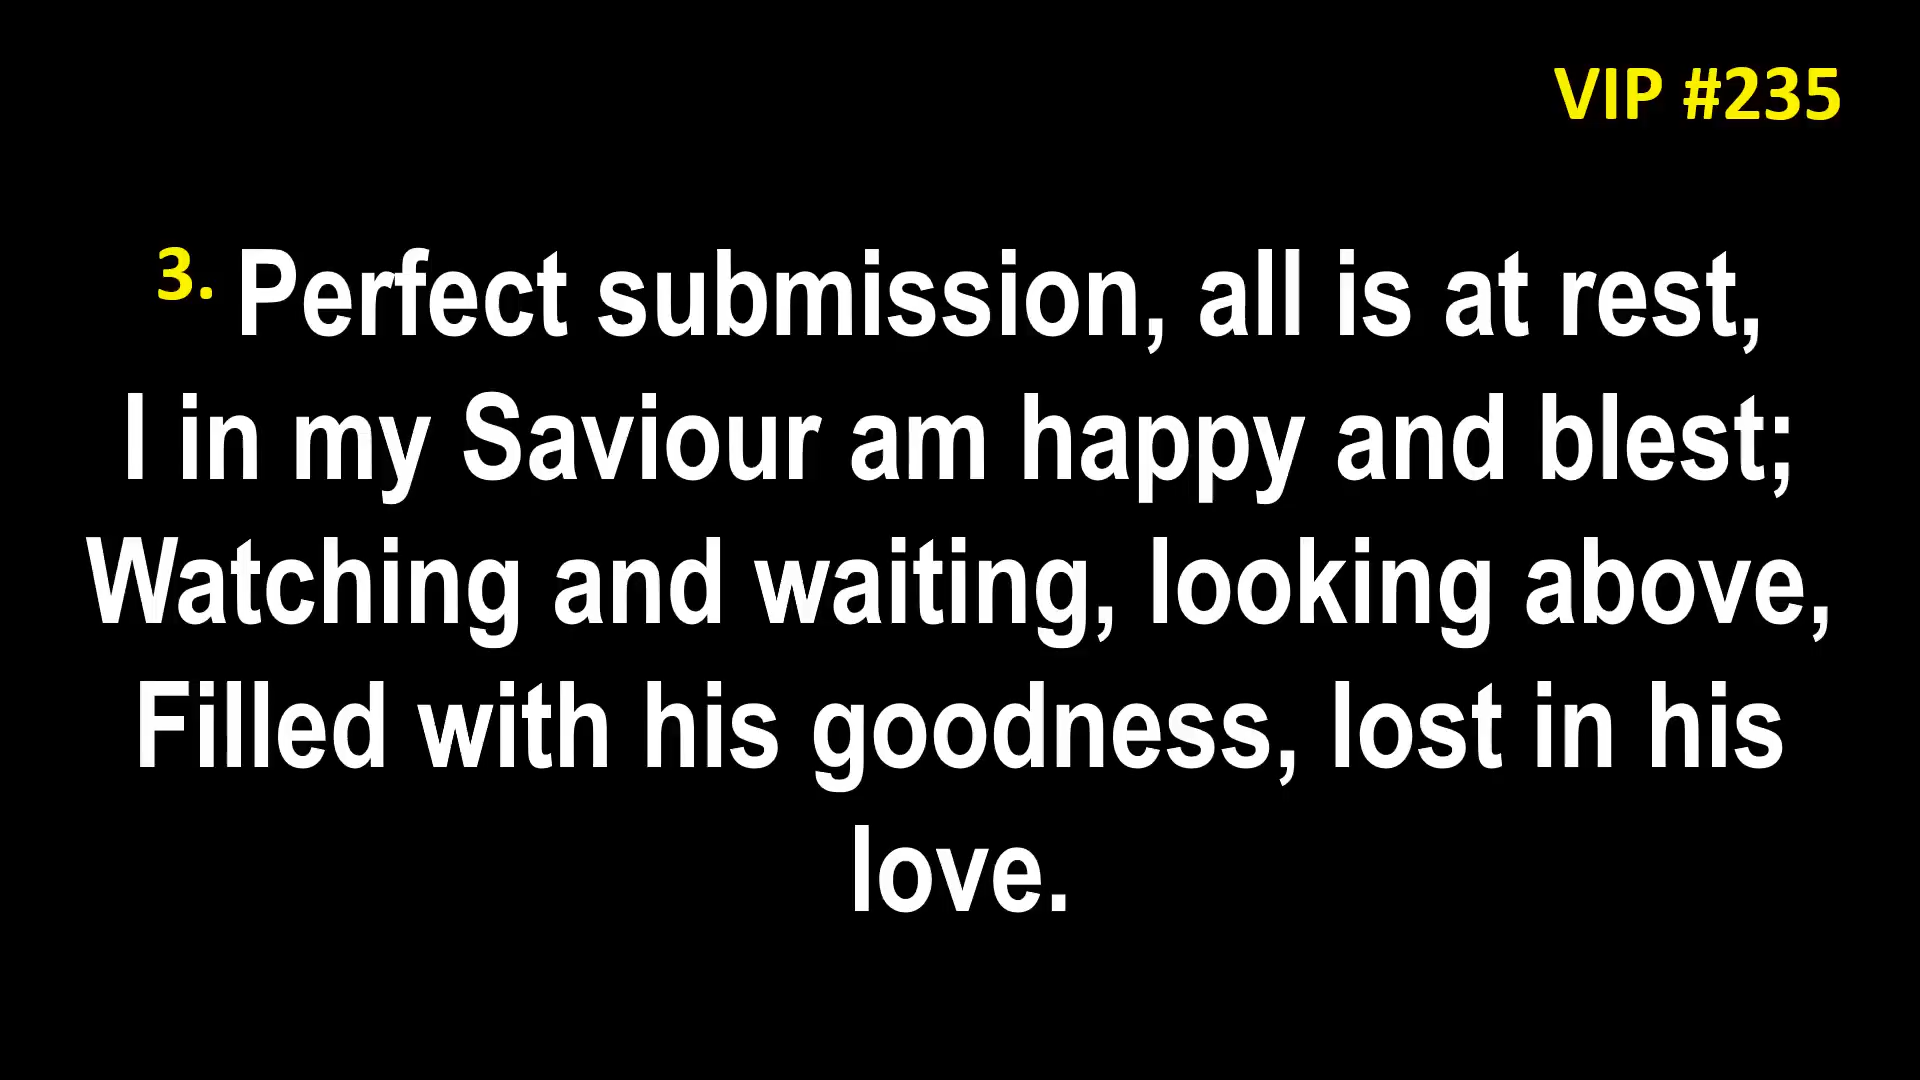 VIP #235
3. Perfect submission, all is at rest,
I in my Saviour am happy and blest;
Watching and waiting, looking above,
Filled with his goodness, lost in his
love.